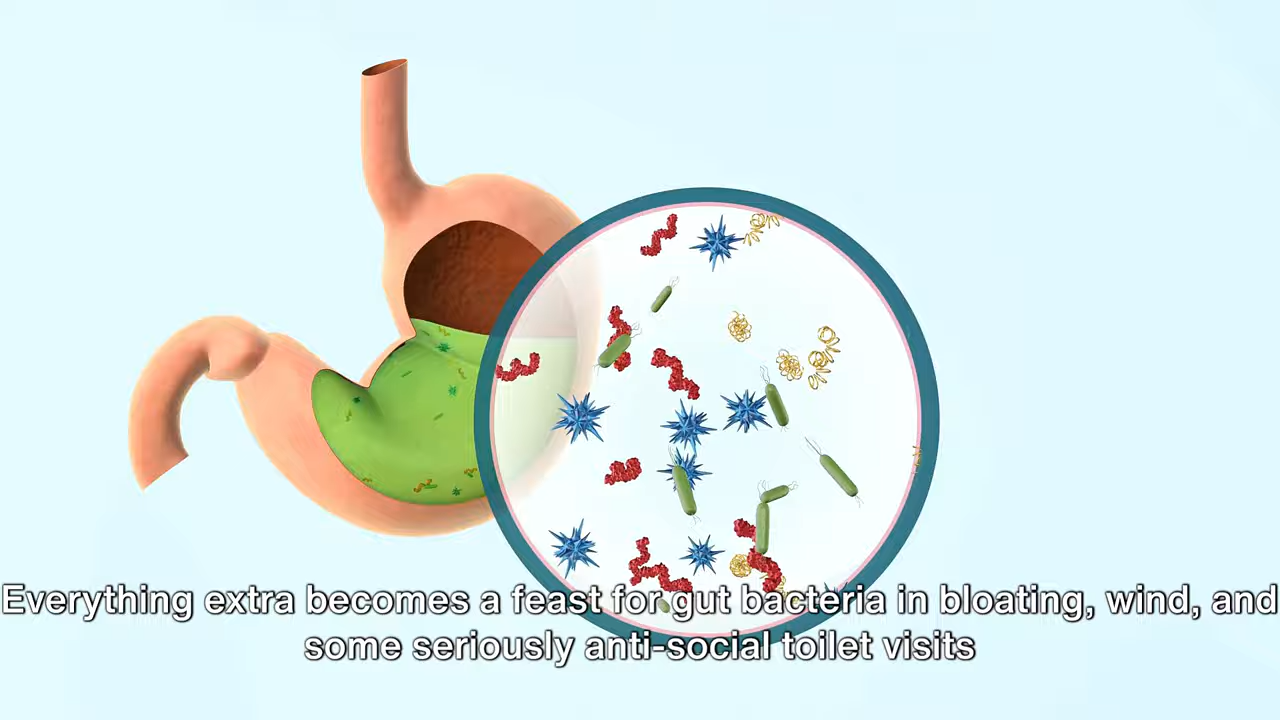 Everything extra becomes a feast for gut bacteria in bloating, wind, and
some seriously anti-social toilet visits